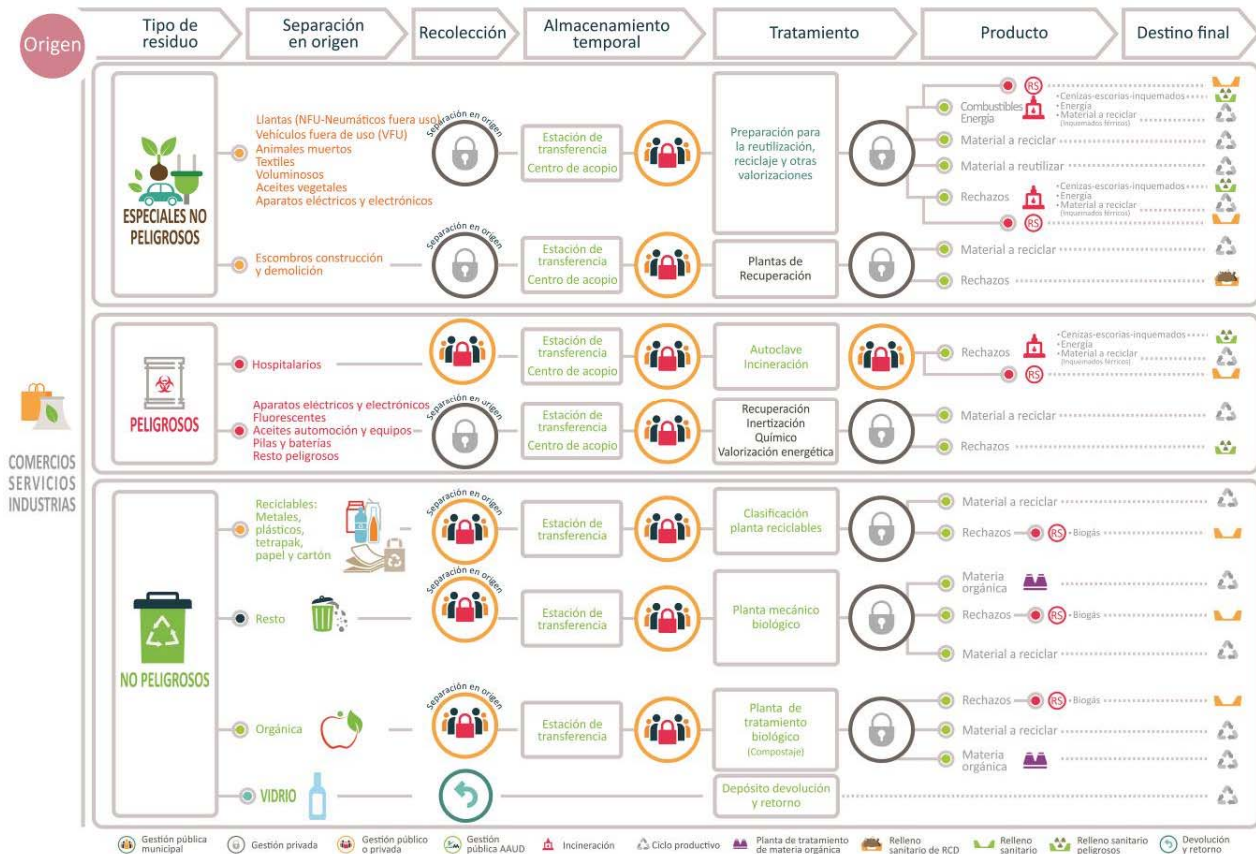 Origen
Tipo de
residuo
Separación
en origen
Recolección
Almacenamiento
temporal
Tratamiento
Producto
Destino final
COMERCIOS
SERVICIOS
INDUSTRIAS
ESPECIALES NO
PELIGROSOS
Llantas (NFU-Neumáticos fuera uso)
Vehículos fuera de uso (VFU)
Animales muertos
Textiles
Voluminosos
Aceites vegetales
Aparatos eléctricos y electrónicos
Separación en origen
Estación de
transferencia
Centro de acopio
Preparación para
la reutilización,
reciclaje y otras
valorizaciones
RS
Combustibles
Energía
•Cenizas-escorias-inquemados
•Energía
•Material a reciclar
(Inquemados férricos)
Material a reciclar
Material a reutilizar
Rechazos
•Cenizas-escorias-inquemados
•Energía
•Material a reciclar
(Inquemados férricos)
RS
Escombros construcción
y demolición
Separación en origen
Estación de
transferencia
Centro de acopio
Plantas de
Recuperación
Material a reciclar
Rechazos
PELIGROSOS
Hospitalarios
Estación de
transferencia
Centro de acopio
Autoclave
Incineración
Rechazos
•Cenizas-escorias-inquemados
•Energía
•Material a reciclar
(Inquemados férricos)
RS
Aparatos eléctricos y electrónicos
Fluorescentes
Aceites automoción y equipos
Pilas y baterías
Resto peligrosos
Separación en origen
Estación de
transferencia
Centro de acopio
Recuperación
Inertización
Químico
Valorización energética
Material a reciclar
Rechazos
NO PELIGROSOS
Reciclables:
Metales,
plásticos,
tetrapak,
papel y cartón
Separación en origen
Estación de
transferencia
Clasificación
planta reciclables
Material a reciclar
Rechazos
RS
•Biogás
Resto
Separación en origen
Estación de
transferencia
Planta mecánico
biológico
Materia
orgánica
Rechazos
RS
•Biogás
Material a reciclar
Orgánica
Separación en origen
Estación de
transferencia
Planta de
tratamiento
biológico
(Compostaje)
Rechazos
RS
•Biogás
Material a reciclar
Materia
orgánica
VIDRIO
Depósito devolución
y retorno
Gestión pública
municipal
Gestión privada
Gestión público
o privada
Gestión
pública AAUD
Incineración
Ciclo productivo
Planta de tratamiento
de materia orgánica
Relleno
sanitario de RCD
Relleno
sanitario
Relleno sanitario
peligrosos
Devolución
y retorno